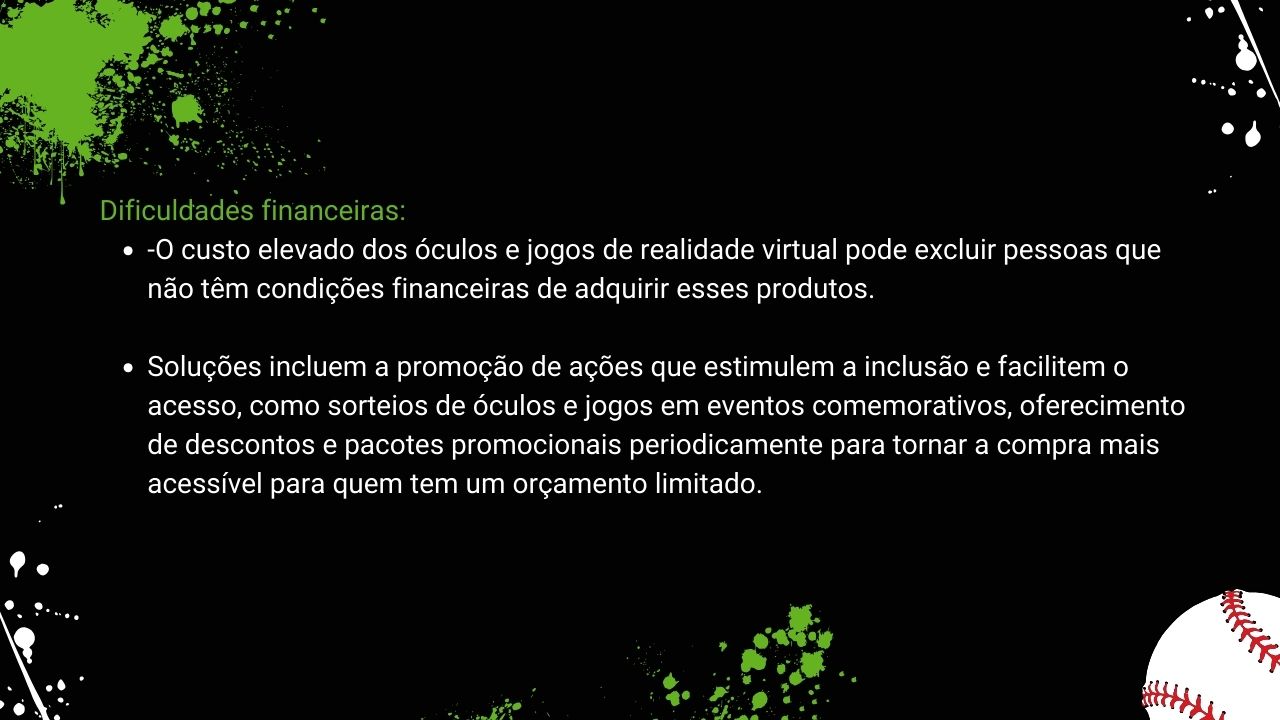 Dificuldades financeiras:
• -O custo elevado dos óculos e jogos de realidade virtual pode excluir pessoas que
não têm condições financeiras de adquirir esses produtos.
• Soluções incluem a promoção de ações que estimulem a inclusão e facilitem o
acesso, como sorteios de óculos e jogos em eventos comemorativos, oferecimento
de descontos e pacotes promocionais periodicamente para tornar a compra mais
acessível para quem tem um orçamento limitado.